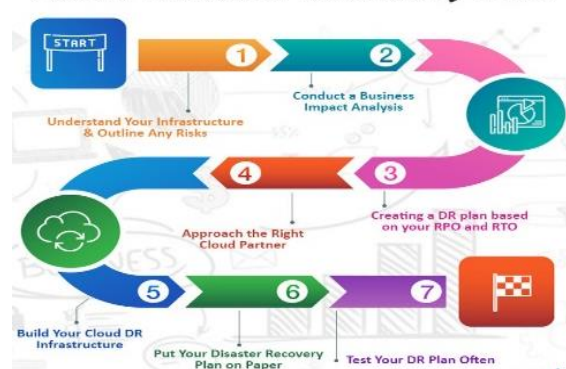 START
1
2
Conduct a Business
Impact Analysis
Understand Your Infrastructure
& Outline Any Risks
4
3
Creating a DR plan based
on your RPO and RTO
Approach the Right
Cloud Partner
BUSINESS
5
6
7
Build Your Cloud DR
Infrastructure
Put Your Disaster Recovery
Plan on Paper
Test Your DR Plan Often